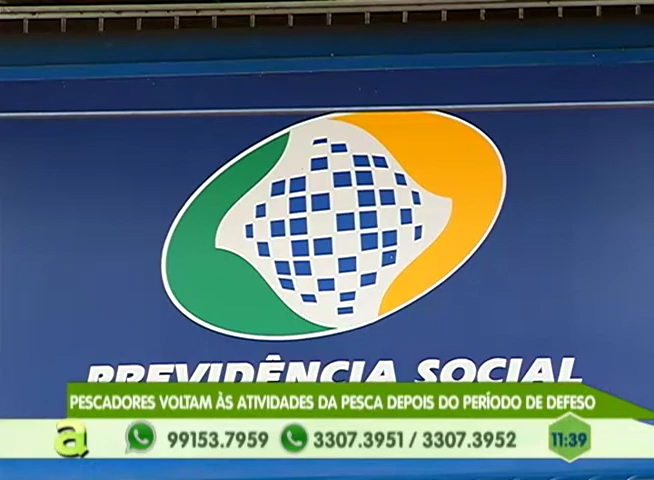 PREVIDÊNCIA SOCIAL
PESCADORES VOLTAM ÀS ATIVIDADES DA PESCA DEPOIS DO PERÍODO DE DEFESO
a 99153.7959 3307.3951 / 3307.3952 11:39